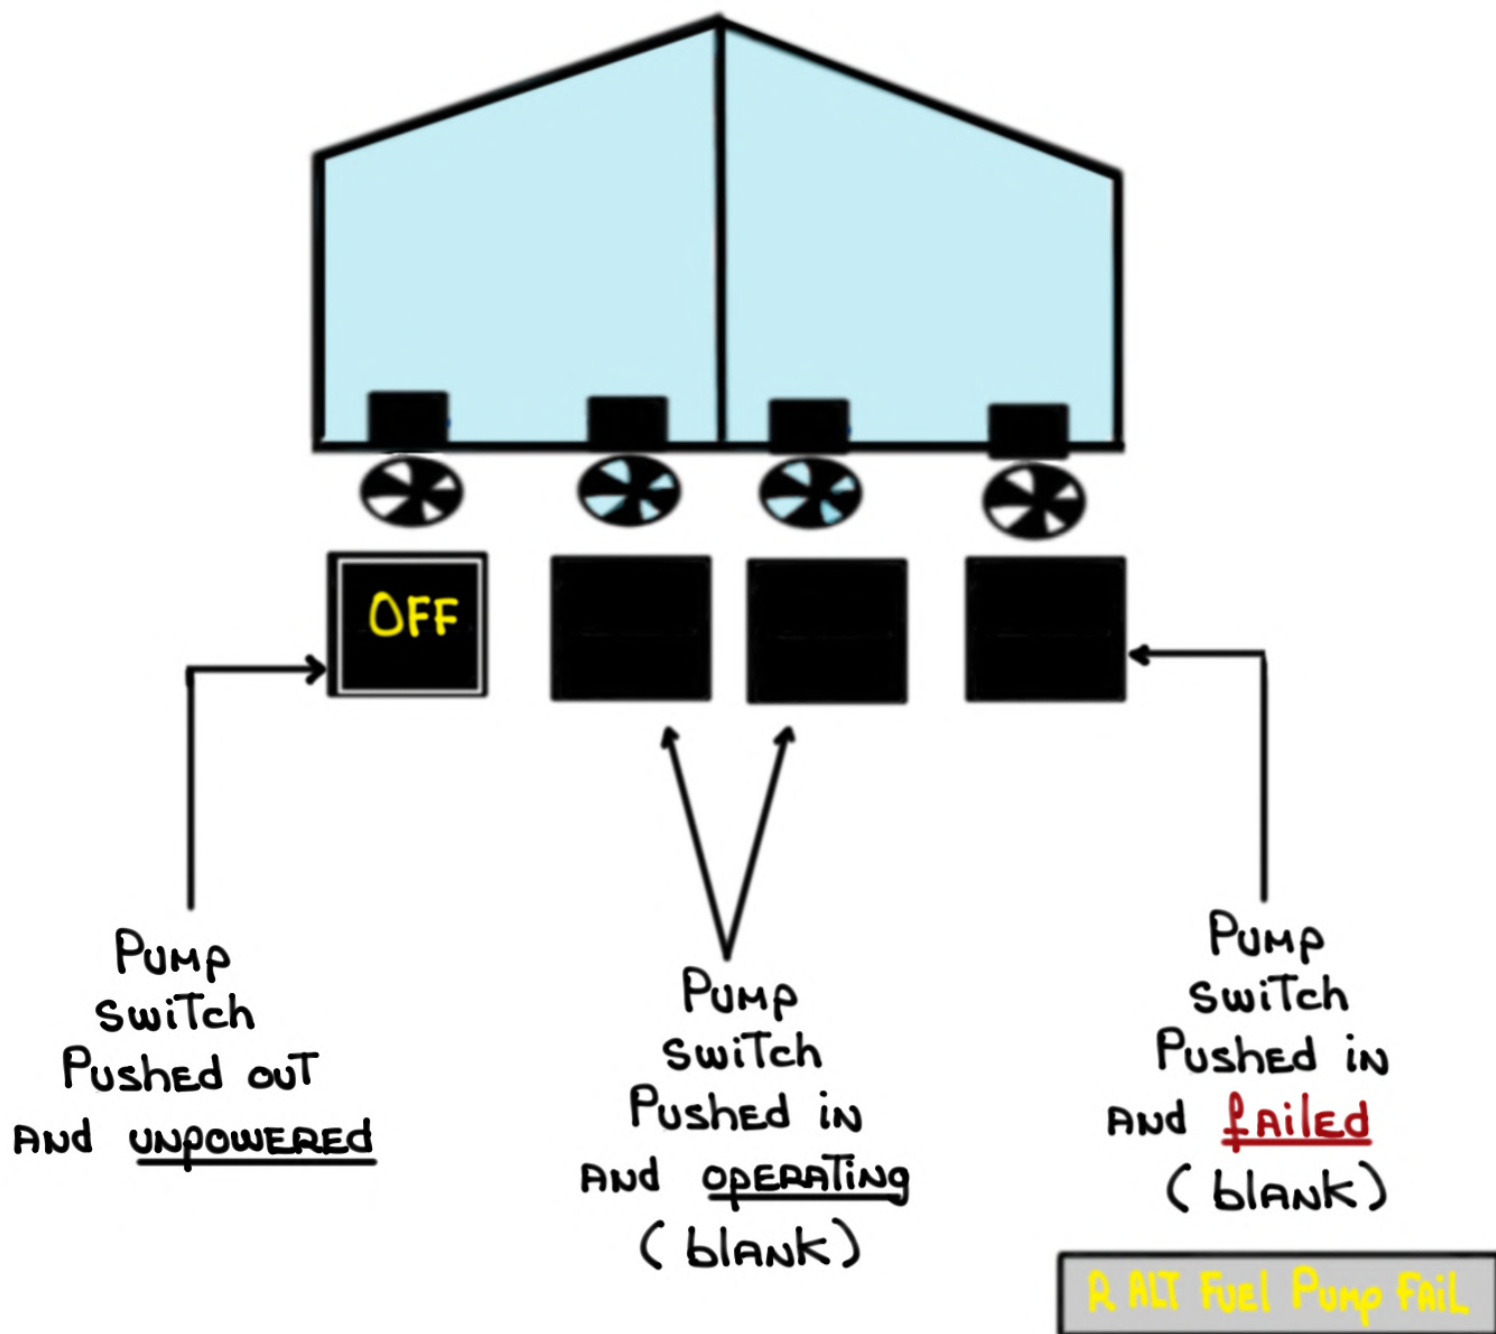 OFF
Pump
switch
Pushed out
and unpowered
Pump
switch
Pushed in
and operating
(blank)
Pump
switch
Pushed in
and failed
(blank)
R ALT Fuel Pump Fail